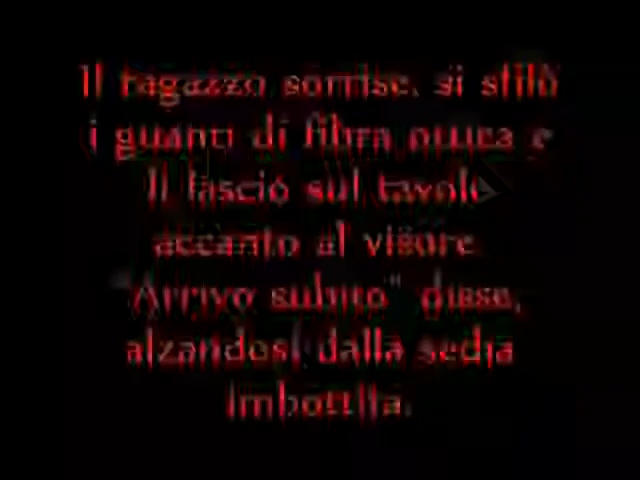 Il ragazzo sorrise, si sfilò
i guanti di fibra ottica e
li lasciò sul tavolo
accanto al visore.
"Arrivo subito" disse,
alzandosi dalla sedia
imbottita.